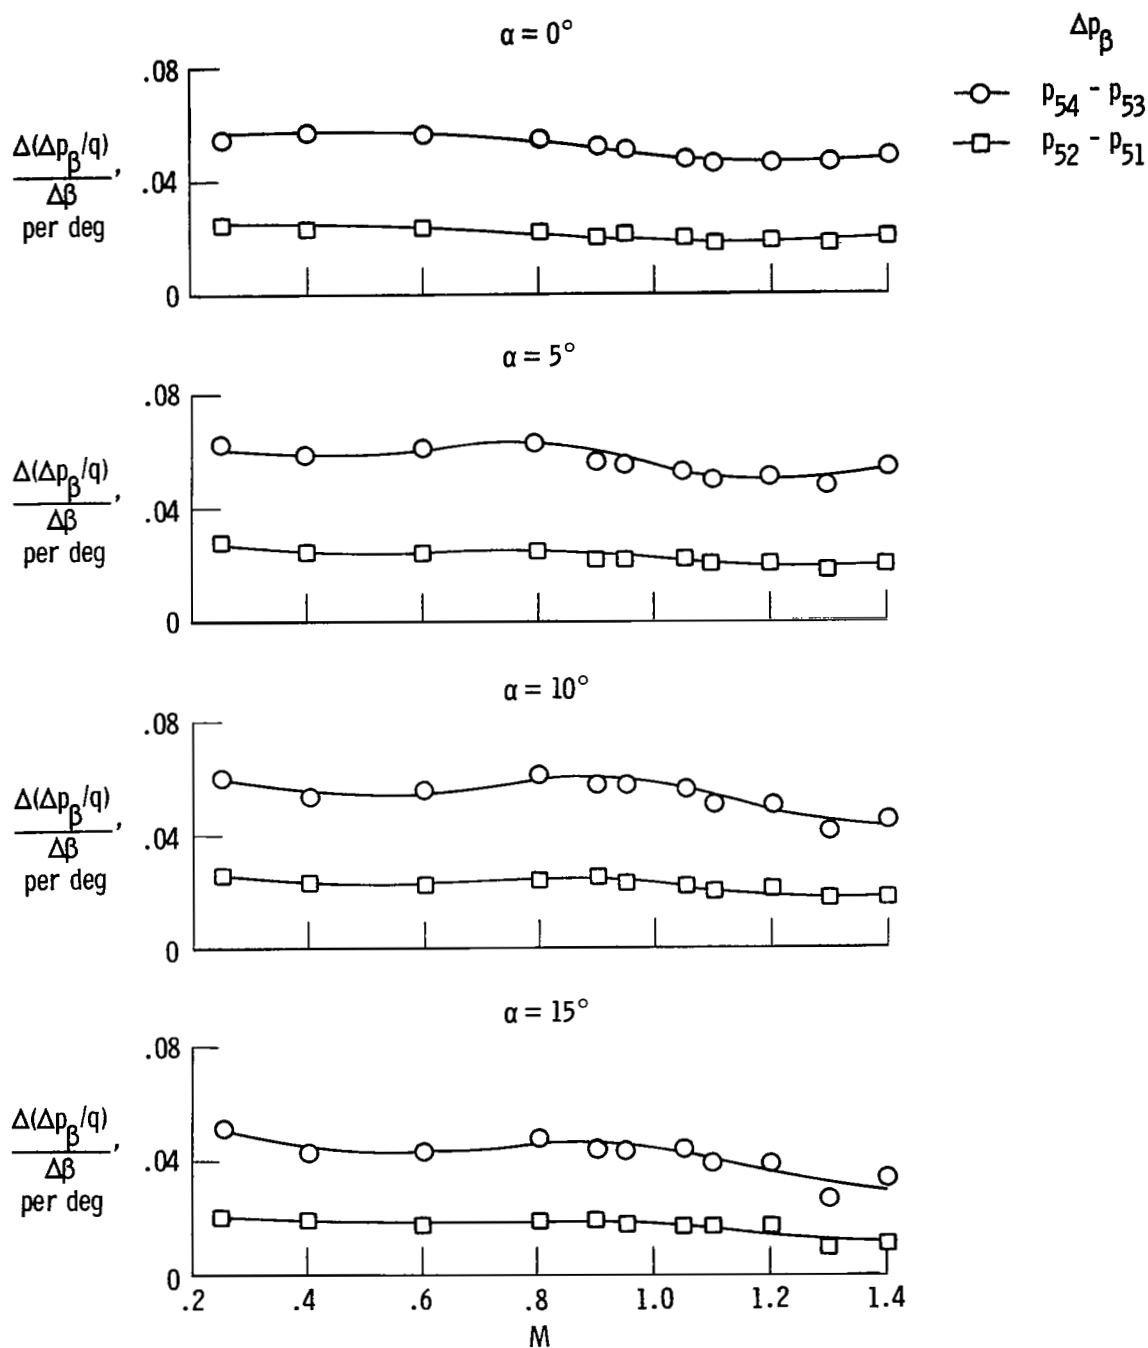 α = 0°
Δp_β
p_54 - p_53
p_52 - p_51
.08
Δ(Δp_β/q)
Δβ ,
per deg
.04
0
α = 5°
.08
Δ(Δp_β/q)
Δβ ,
per deg
.04
0
α = 10°
.08
Δ(Δp_β/q)
Δβ ,
per deg
.04
0
α = 15°
.08
Δ(Δp_β/q)
Δβ ,
per deg
.04
0
.2 .4 .6 .8 1.0 1.2 1.4
M